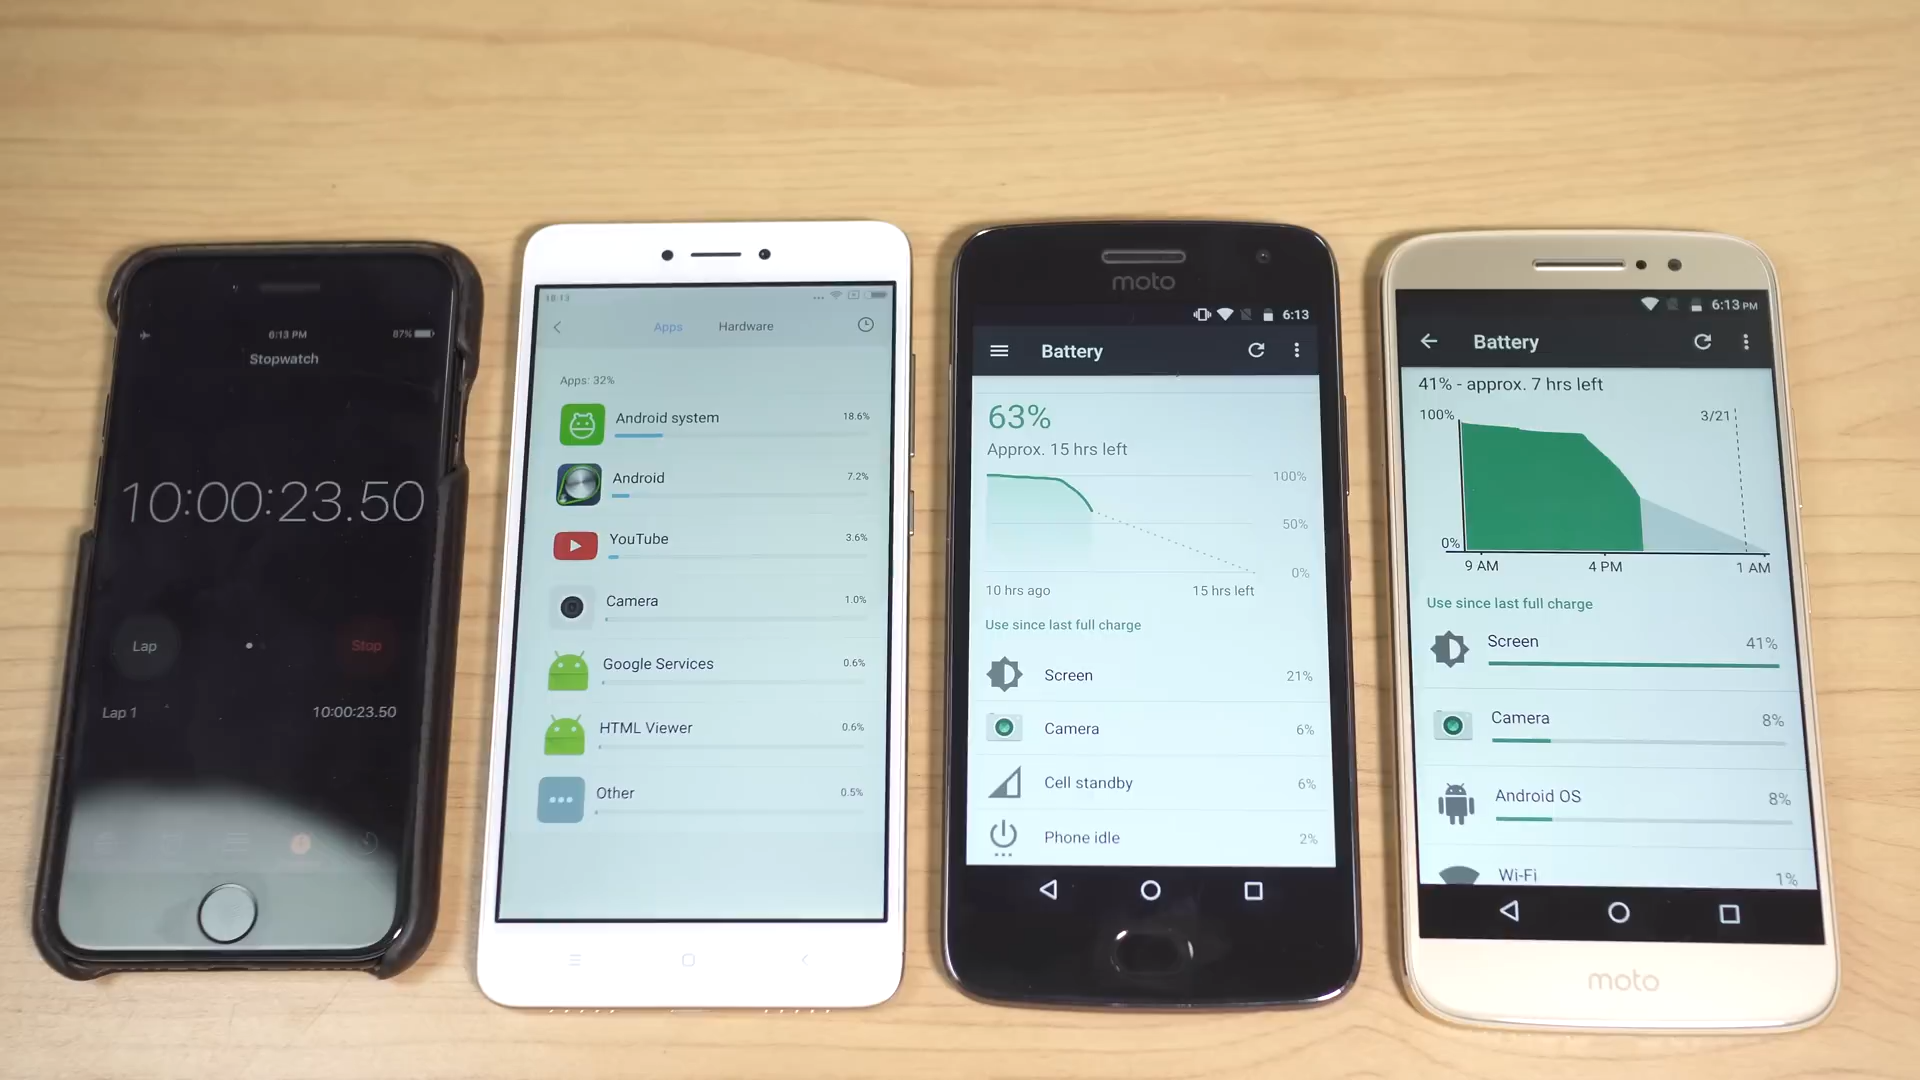 6:13 PM
87%
Stopwatch
10:00:23.50
Lap
Stop
Lap 1
10:00:23.50
18:13
Apps
Hardware
Apps: 32%
Android system
18.6%
Android
7.2%
YouTube
3.6%
Camera
1.0%
Google Services
0.6%
HTML Viewer
0.6%
Other
0.5%
moto
6:13
Battery
63%
Approx. 15 hrs left
100%
50%
0%
10 hrs ago
15 hrs left
Use since last full charge
Screen
21%
Camera
6%
Cell standby
6%
Phone idle
2%
6:13 PM
Battery
41% - approx. 7 hrs left
100%
3/21
0%
9 AM
4 PM
1 AM
Use since last full charge
Screen
41%
Camera
8%
Android OS
8%
Wi-Fi
1%
moto